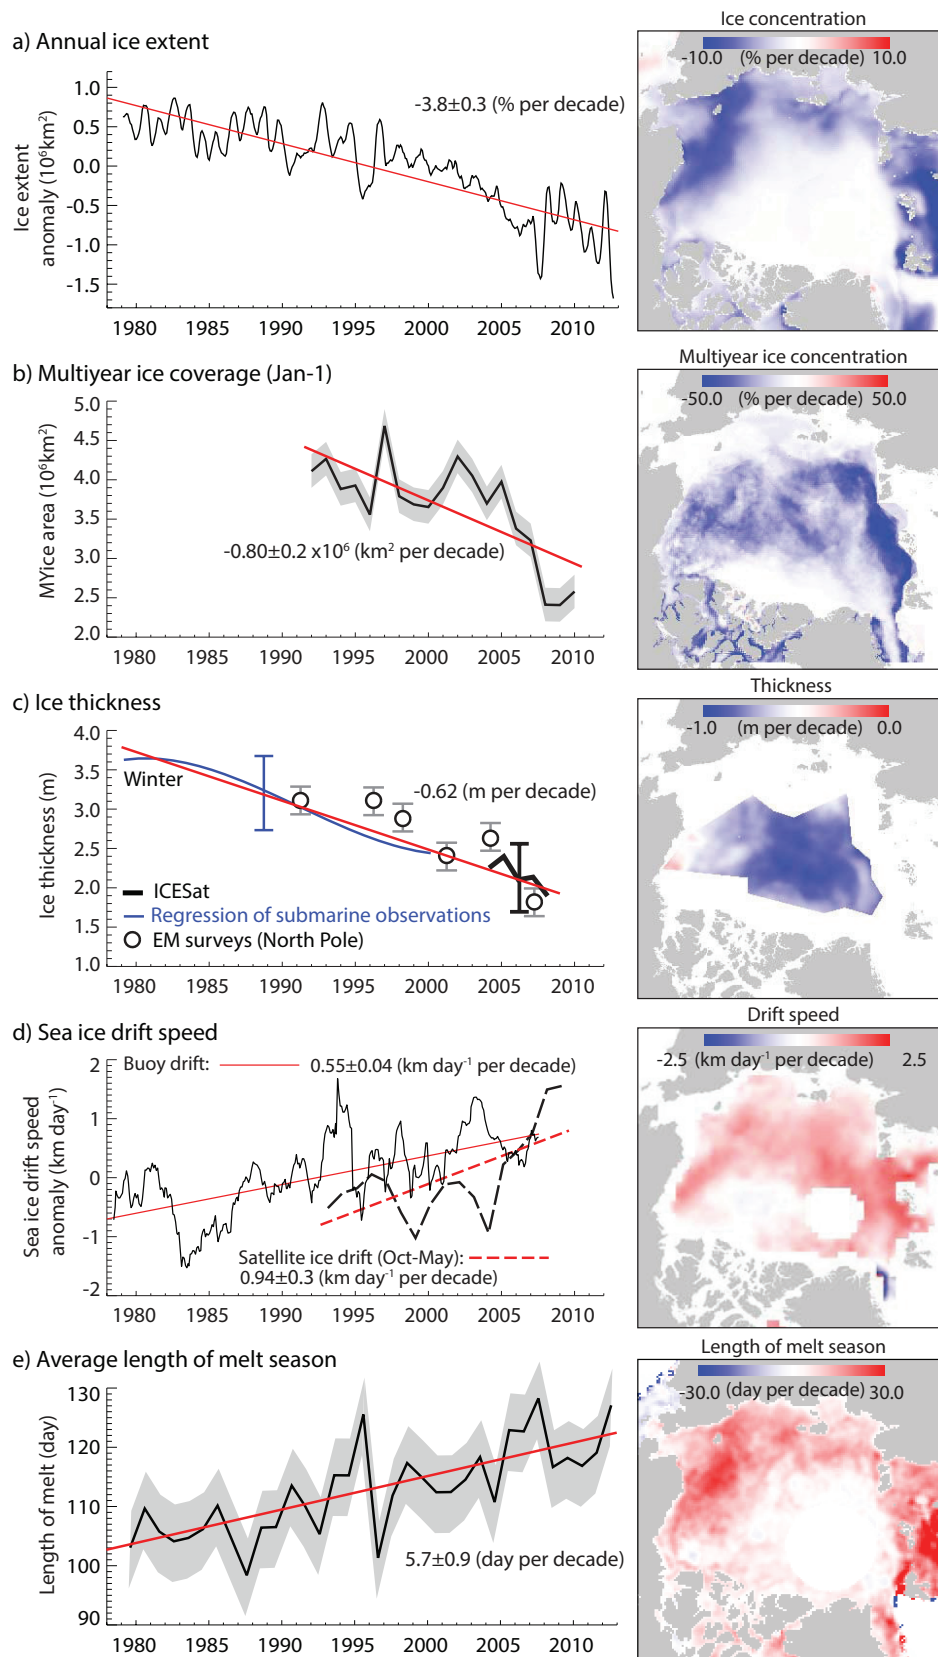 a) Annual ice extent
Ice extent
anomaly (10⁶km²)
1.0
0.5
0.0
-0.5
-1.0
-1.5
-3.8±0.3 (% per decade)
1980 1985 1990 1995 2000 2005 2010
Ice concentration
-10.0 (% per decade) 10.0
b) Multiyear ice coverage (Jan-1)
MYice area (10⁶km²)
5.0
4.5
4.0
3.5
3.0
2.5
2.0
-0.80±0.2 x10⁶ (km² per decade)
1980 1985 1990 1995 2000 2005 2010
Multiyear ice concentration
-50.0 (% per decade) 50.0
c) Ice thickness
Ice thickness (m)
4.0
3.5
3.0
2.5
2.0
1.5
1.0
Winter
-0.62 (m per decade)
ICESat
Regression of submarine observations
EM surveys (North Pole)
1980 1985 1990 1995 2000 2005 2010
Thickness
-1.0 (m per decade) 0.0
d) Sea ice drift speed
Sea ice drift speed
anomaly (km day⁻¹)
2
1
0
-1
-2
Buoy drift: 0.55±0.04 (km day⁻¹ per decade)
Satellite ice drift (Oct-May):
0.94±0.3 (km day⁻¹ per decade)
1980 1985 1990 1995 2000 2005 2010
Drift speed
-2.5 (km day⁻¹ per decade) 2.5
e) Average length of melt season
Length of melt (day)
130
120
110
100
90
5.7±0.9 (day per decade)
1980 1985 1990 1995 2000 2005 2010
Length of melt season
-30.0 (day per decade) 30.0